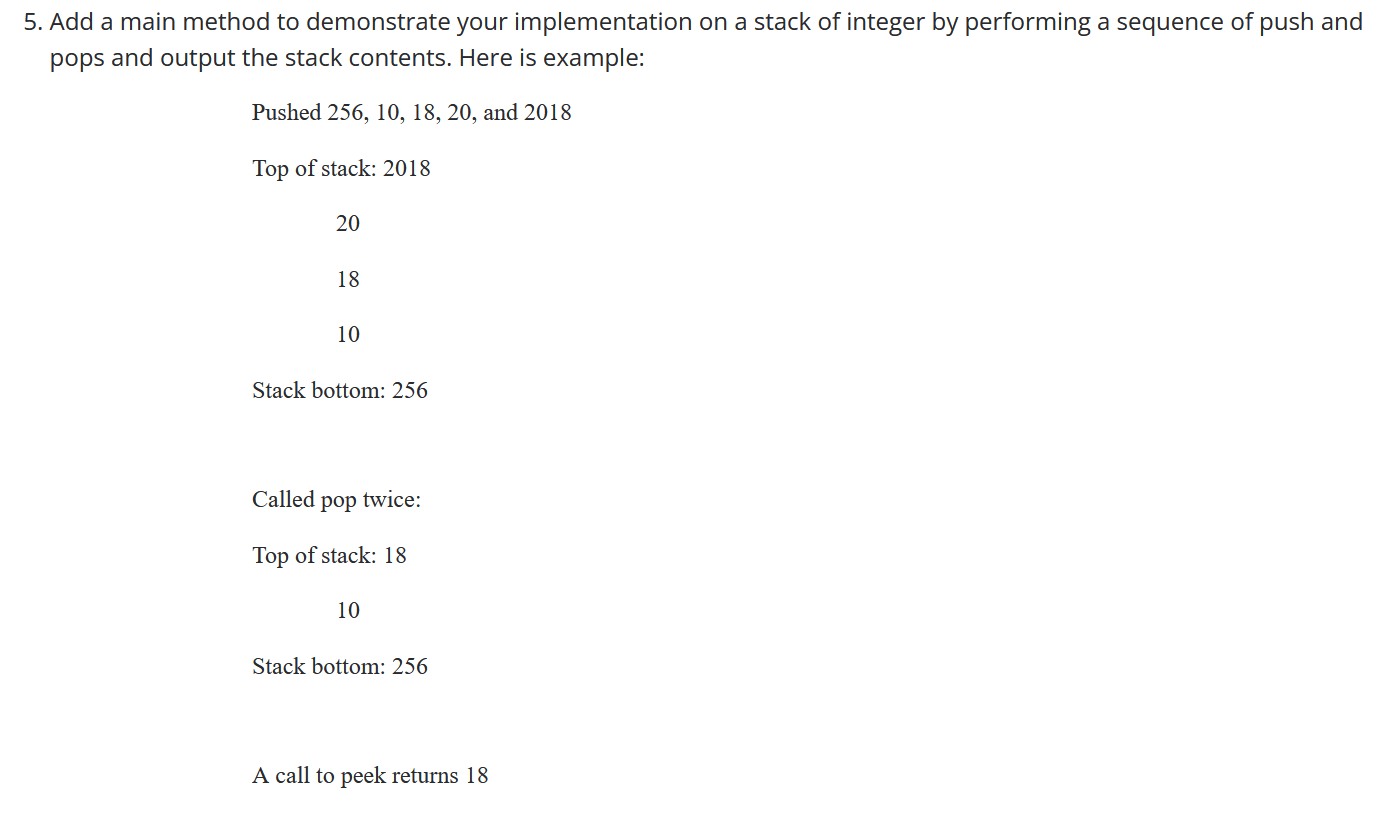 5. Add a main method to demonstrate your implementation on a stack of integer by performing a sequence of push and
pops and output the stack contents. Here is example:
Pushed 256, 10, 18, 20, and 2018
Top of stack: 2018
20
18
10
Stack bottom: 256
Called pop twice:
Top of stack: 18
10
Stack bottom: 256
A call to peek returns 18